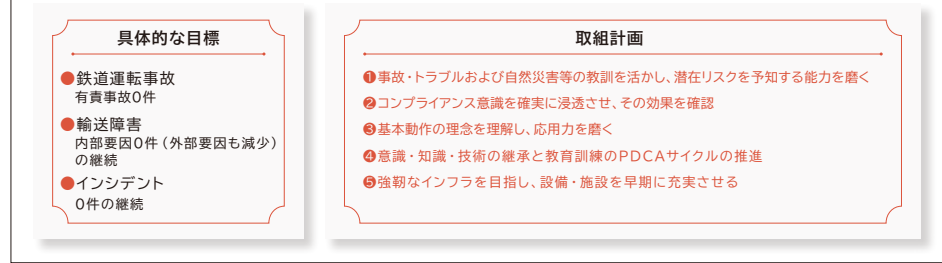 具体的な目標
●鉄道運転事故
有責事故0件
●輸送障害
内部要因0件（外部要因も減少）
の継続
●インシデント
0件の継続
取組計画
❶事故・トラブルおよび自然災害等の教訓を活かし、潜在リスクを予知する能力を磨く
❷コンプライアンス意識を確実に浸透させ、その効果を確認
❸基本動作の理念を理解し、応用力を磨く
❹意識・知識・技術の継承と教育訓練のPDCAサイクルの推進
❺強靭なインフラを目指し、設備・施設を早期に充実させる